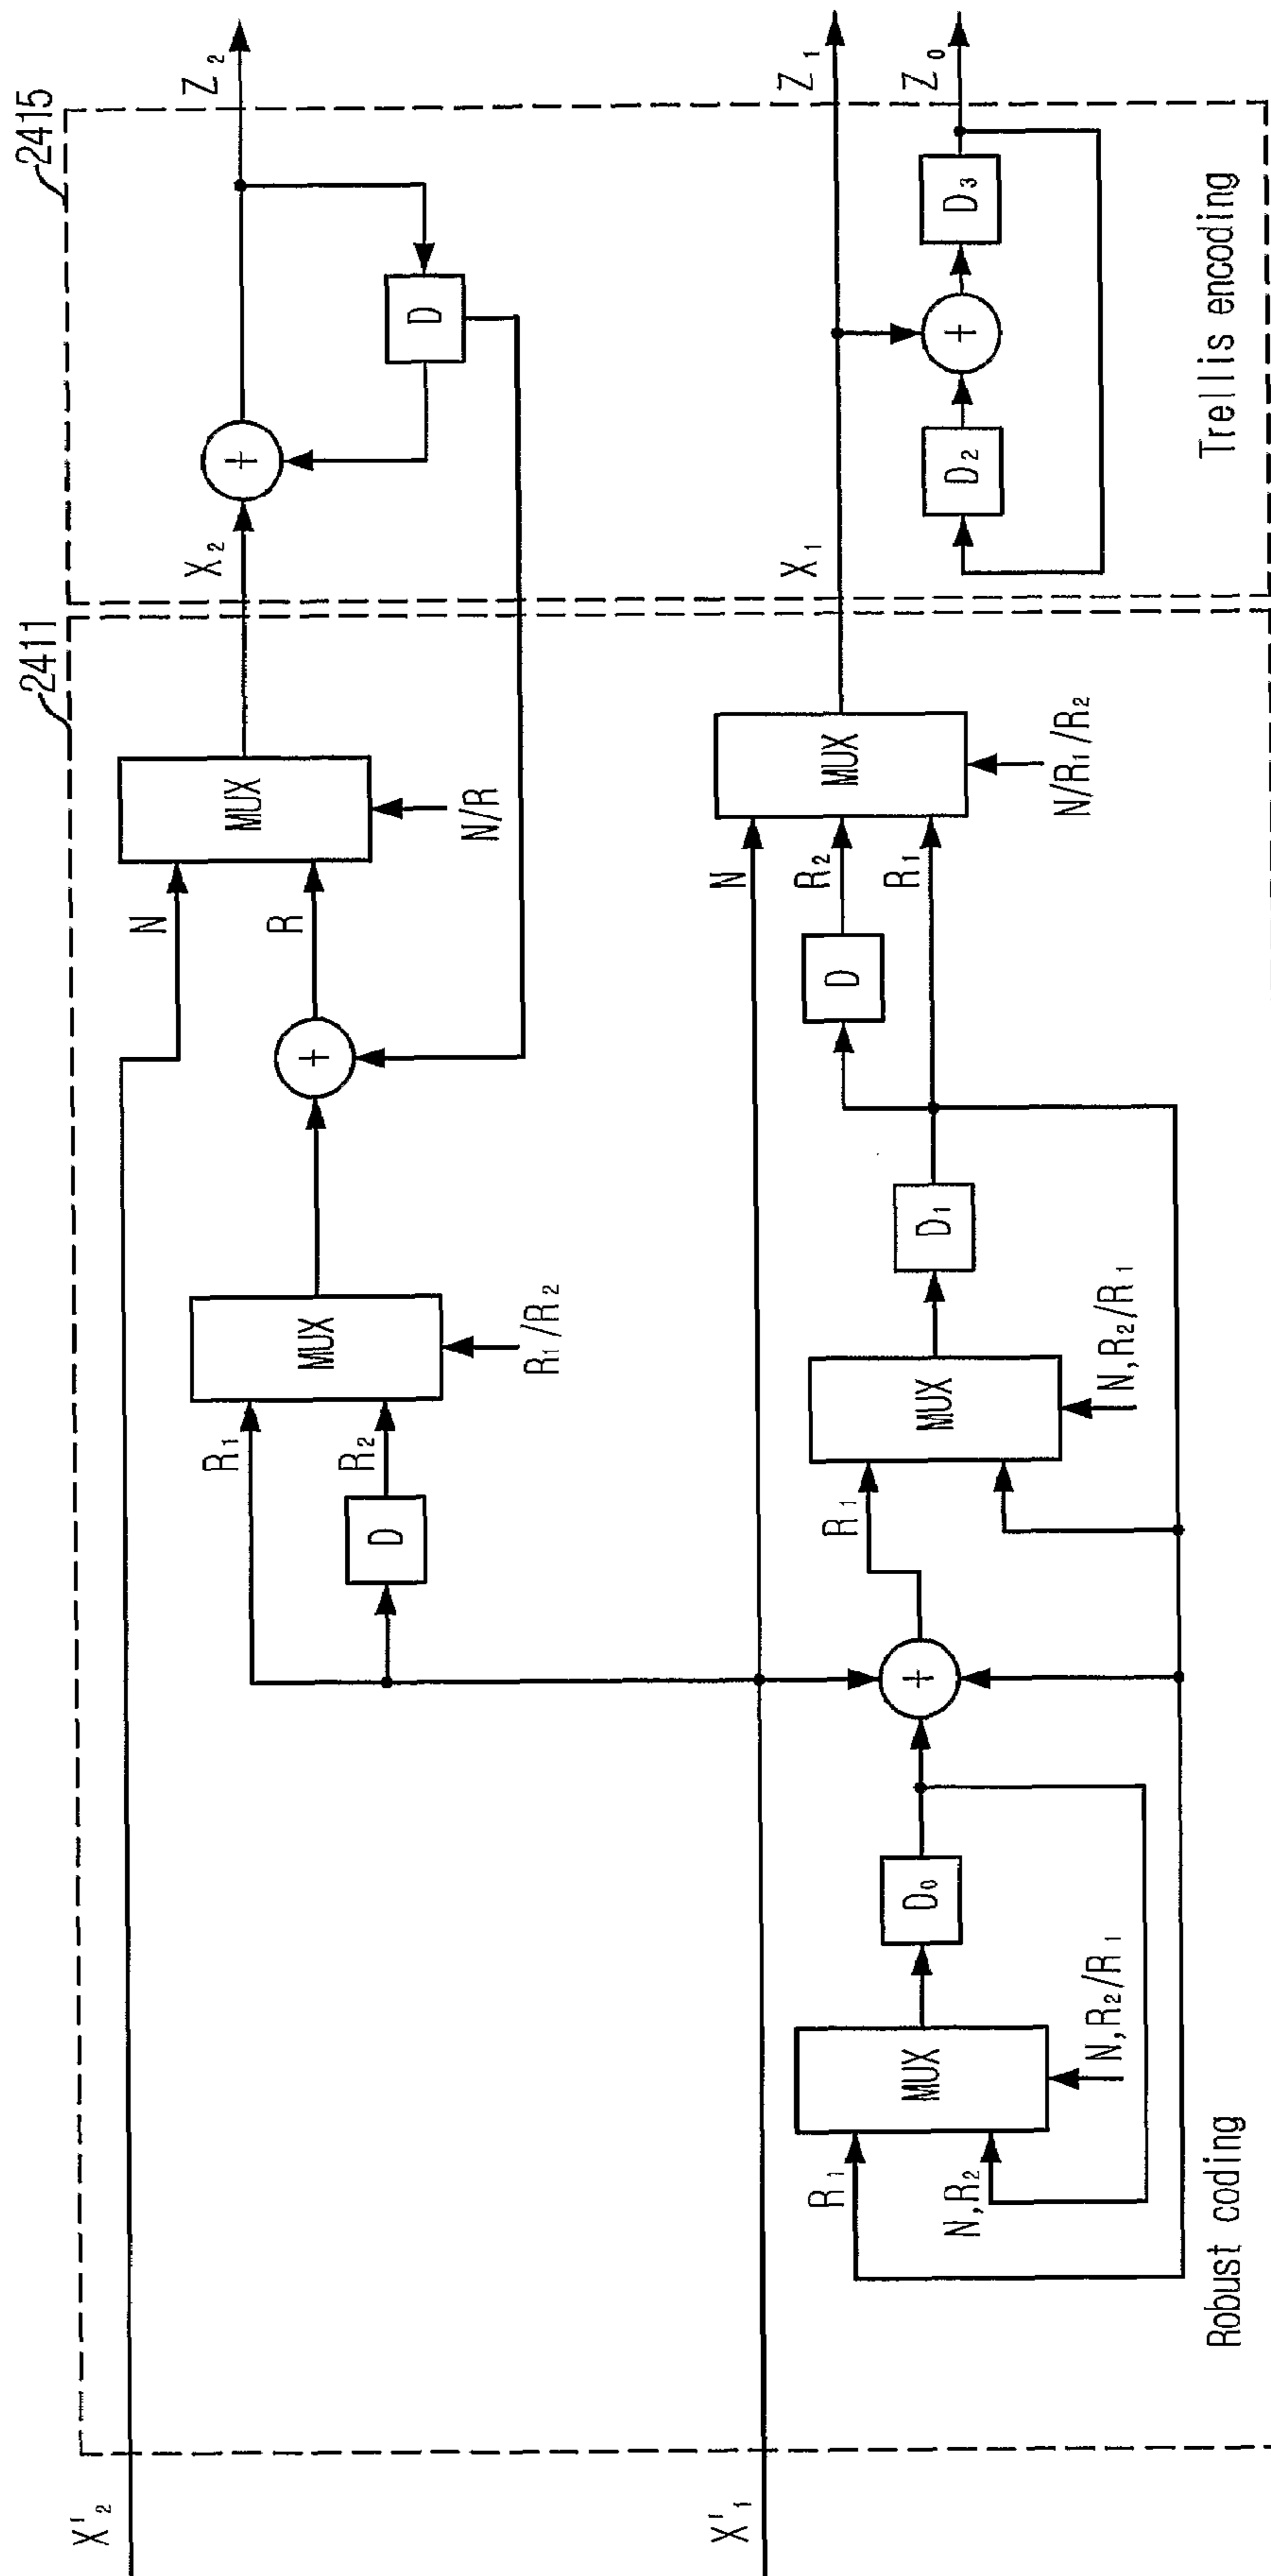 2411
2415
X'₂
N
MUX
N/R
X₂
+
Z₂
R
+
D
R₁
R₂
D
MUX
R₁/R₂
X'₁
N
R₂
R₁
D
MUX
N/R₁/R₂
X₁
Z₁
R₁
N,R₂
MUX
N,R₂/R₁
D₀
+
R₁
MUX
N,R₂/R₁
D₁
D₂
+
D₃
Z₀
Robust coding
Trellis encoding